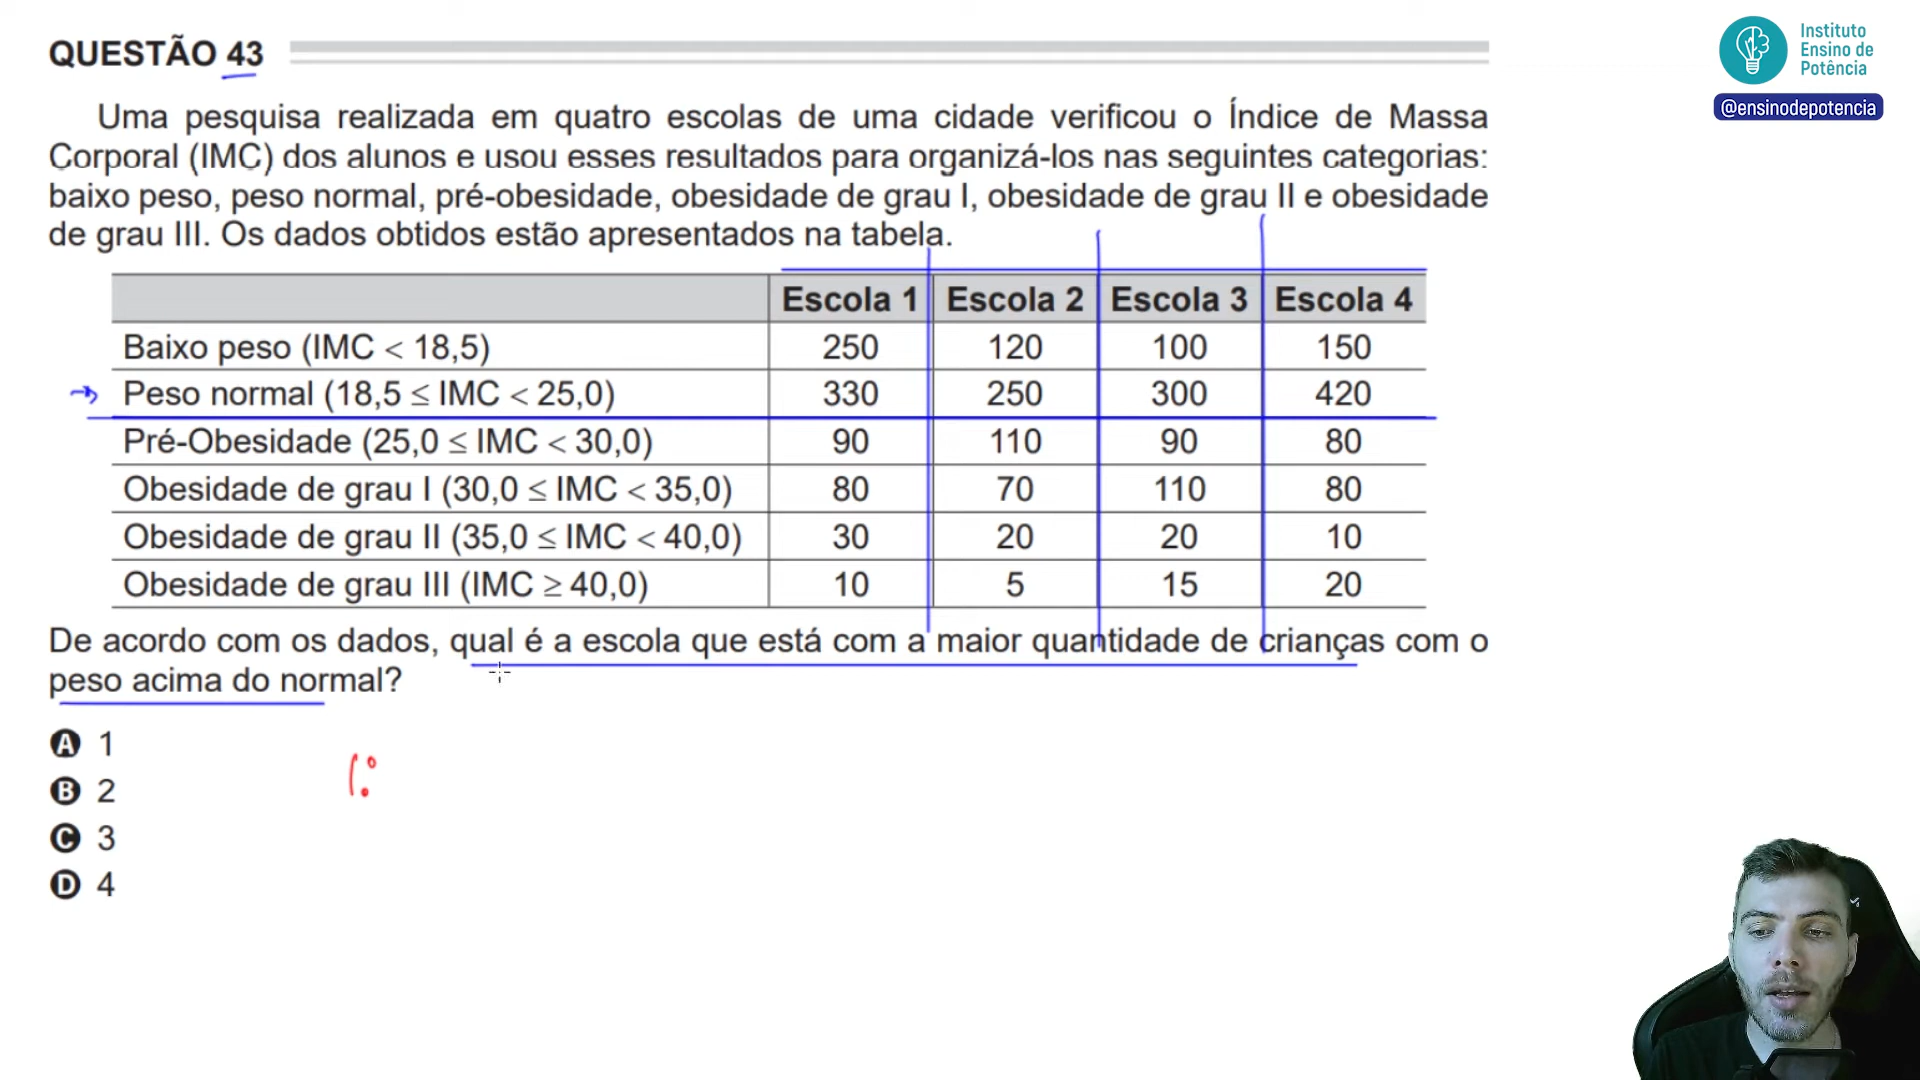 QUESTÃO 43
Instituto
Ensino de
Potência
@ensinodepotencia
Uma pesquisa realizada em quatro escolas de uma cidade verificou o Índice de Massa
Corporal (IMC) dos alunos e usou esses resultados para organizá-los nas seguintes categorias:
baixo peso, peso normal, pré-obesidade, obesidade de grau I, obesidade de grau II e obesidade
de grau III. Os dados obtidos estão apresentados na tabela.
Escola 1 Escola 2 Escola 3 Escola 4
Baixo peso (IMC < 18,5) 250 120 100 150
Peso normal (18,5 ≤ IMC < 25,0) 330 250 300 420
Pré-Obesidade (25,0 ≤ IMC < 30,0) 90 110 90 80
Obesidade de grau I (30,0 ≤ IMC < 35,0) 80 70 110 80
Obesidade de grau II (35,0 ≤ IMC < 40,0) 30 20 20 10
Obesidade de grau III (IMC ≥ 40,0) 10 5 15 20
De acordo com os dados, qual é a escola que está com a maior quantidade de crianças com o
peso acima do normal?
A 1
B 2
C 3
D 4
1: